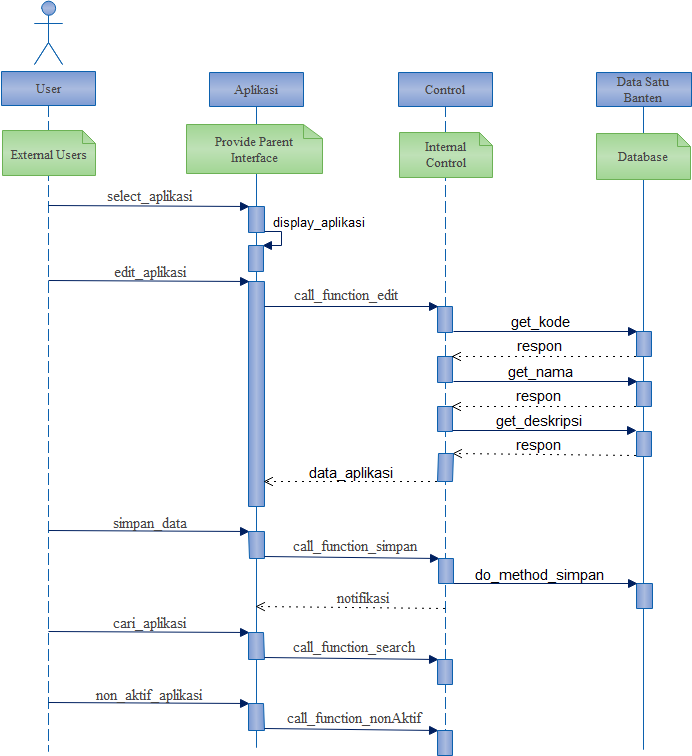 User
Aplikasi
Control
Data Satu
Banten
External Users
Provide Parent
Interface
Internal
Control
Database
select_aplikasi
display_aplikasi
edit_aplikasi
call_function_edit
get_kode
respon
get_nama
respon
get_deskripsi
respon
data_aplikasi
simpan_data
call_function_simpan
do_method_simpan
notifikasi
cari_aplikasi
call_function_search
non_aktif_aplikasi
call_function_nonAktif